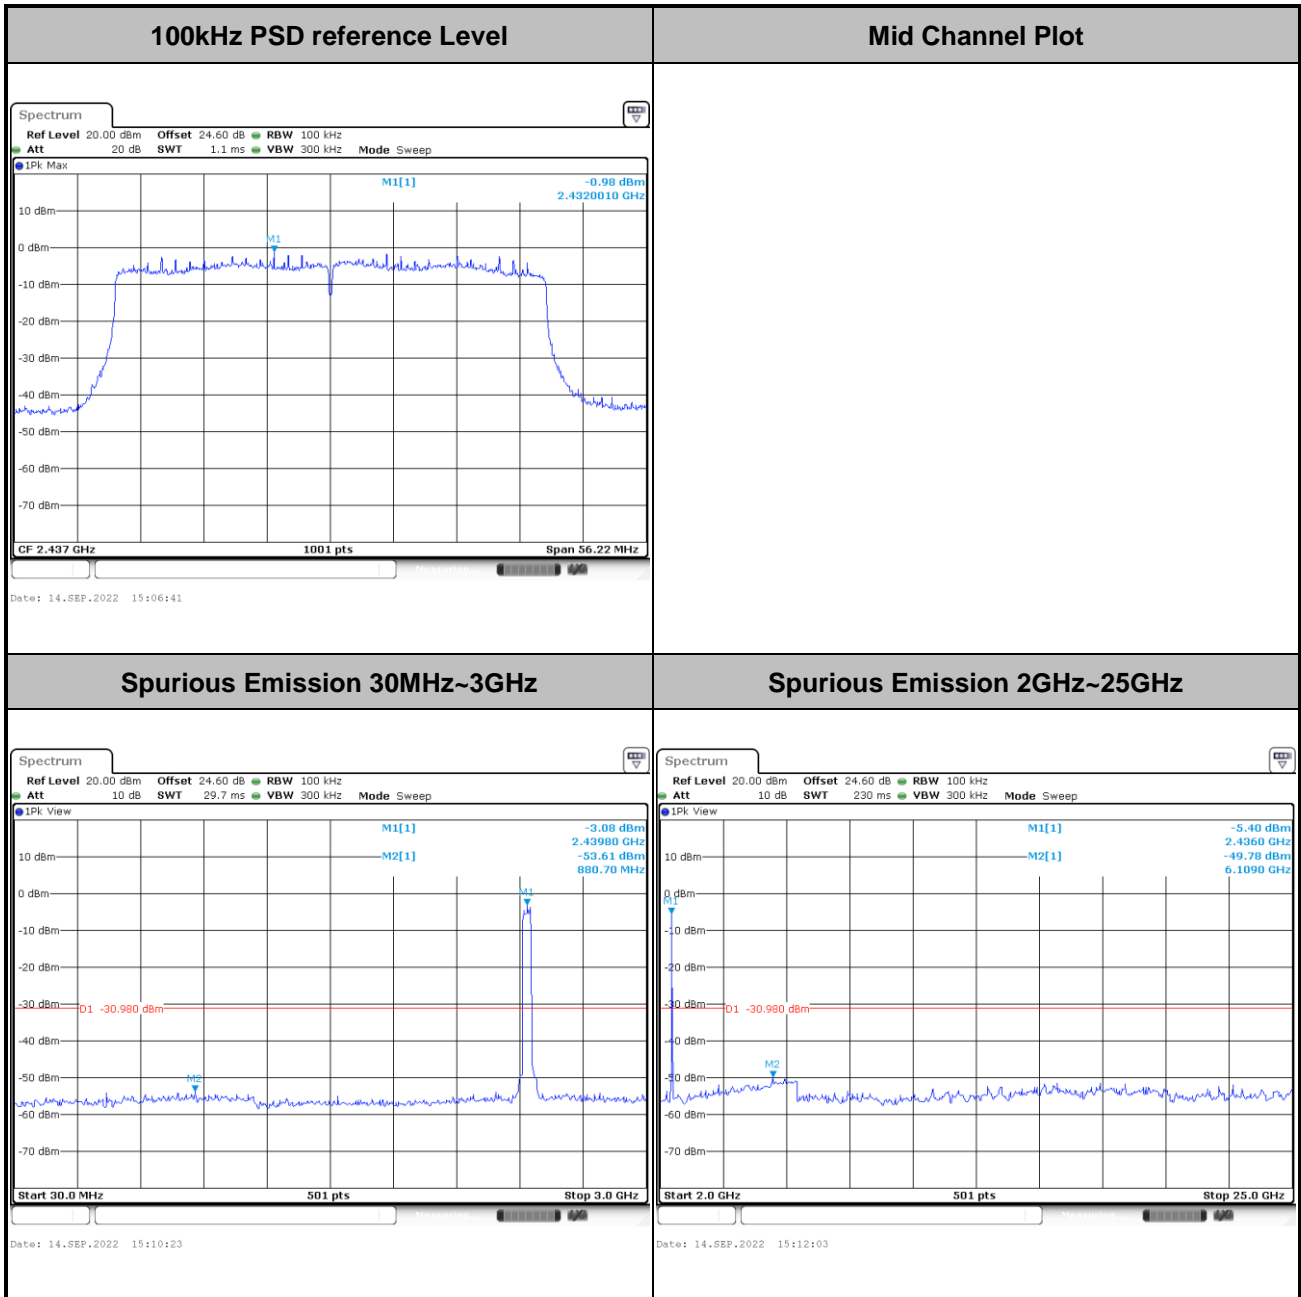 100kHz PSD reference Level
Mid Channel Plot
Spectrum
Ref Level 20.00 dBm Offset 24.60 dB RBW 100 kHz
Att 20 dB SWT 1.1 ms VBW 300 kHz Mode Sweep
1Pk Max
M1[1] -0.98 dBm
2.4320010 GHz
10 dBm
M1
0 dBm
-10 dBm
-20 dBm
-30 dBm
-40 dBm
-50 dBm
-60 dBm
-70 dBm
CF 2.437 GHz 1001 pts Span 56.22 MHz
Date: 14.SEP.2022 15:06:41
Spurious Emission 30MHz~3GHz
Spurious Emission 2GHz~25GHz
Spectrum
Ref Level 20.00 dBm Offset 24.60 dB RBW 100 kHz
Att 10 dB SWT 29.7 ms VBW 300 kHz Mode Sweep
1Pk View
M1[1] -3.08 dBm
2.43980 GHz
10 dBm M2[1] -53.61 dBm
880.70 MHz
0 dBm M1
-10 dBm
-20 dBm
-30 dBm
D1 -30.980 dBm
-40 dBm
-50 dBm M2
-60 dBm
-70 dBm
Start 30.0 MHz 501 pts Stop 3.0 GHz
Date: 14.SEP.2022 15:10:23
Spectrum
Ref Level 20.00 dBm Offset 24.60 dB RBW 100 kHz
Att 10 dB SWT 230 ms VBW 300 kHz Mode Sweep
1Pk View
M1[1] -5.40 dBm
2.4360 GHz
10 dBm M2[1] -49.78 dBm
6.1090 GHz
0 dBm
M1
-10 dBm
-20 dBm
-30 dBm
D1 -30.980 dBm
-40 dBm
M2
-50 dBm
-60 dBm
-70 dBm
Start 2.0 GHz 501 pts Stop 25.0 GHz
Date: 14.SEP.2022 15:12:03